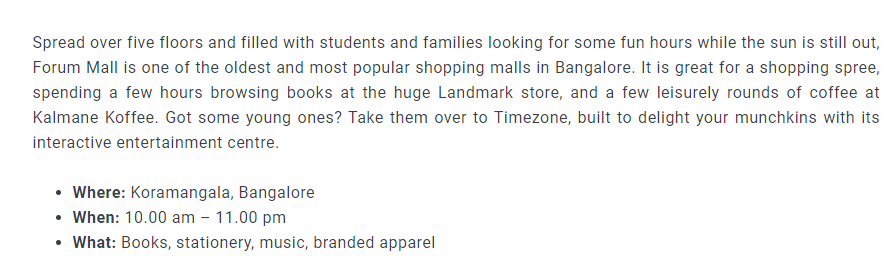 Spread over five floors and filled with students and families looking for some fun hours while the sun is still out,
Forum Mall is one of the oldest and most popular shopping malls in Bangalore. It is great for a shopping spree,
spending a few hours browsing books at the huge Landmark store, and a few leisurely rounds of coffee at
Kalmane Koffee. Got some young ones? Take them over to Timezone, built to delight your munchkins with its
interactive entertainment centre.
• Where: Koramangala, Bangalore
• When: 10.00 am – 11.00 pm
• What: Books, stationery, music, branded apparel